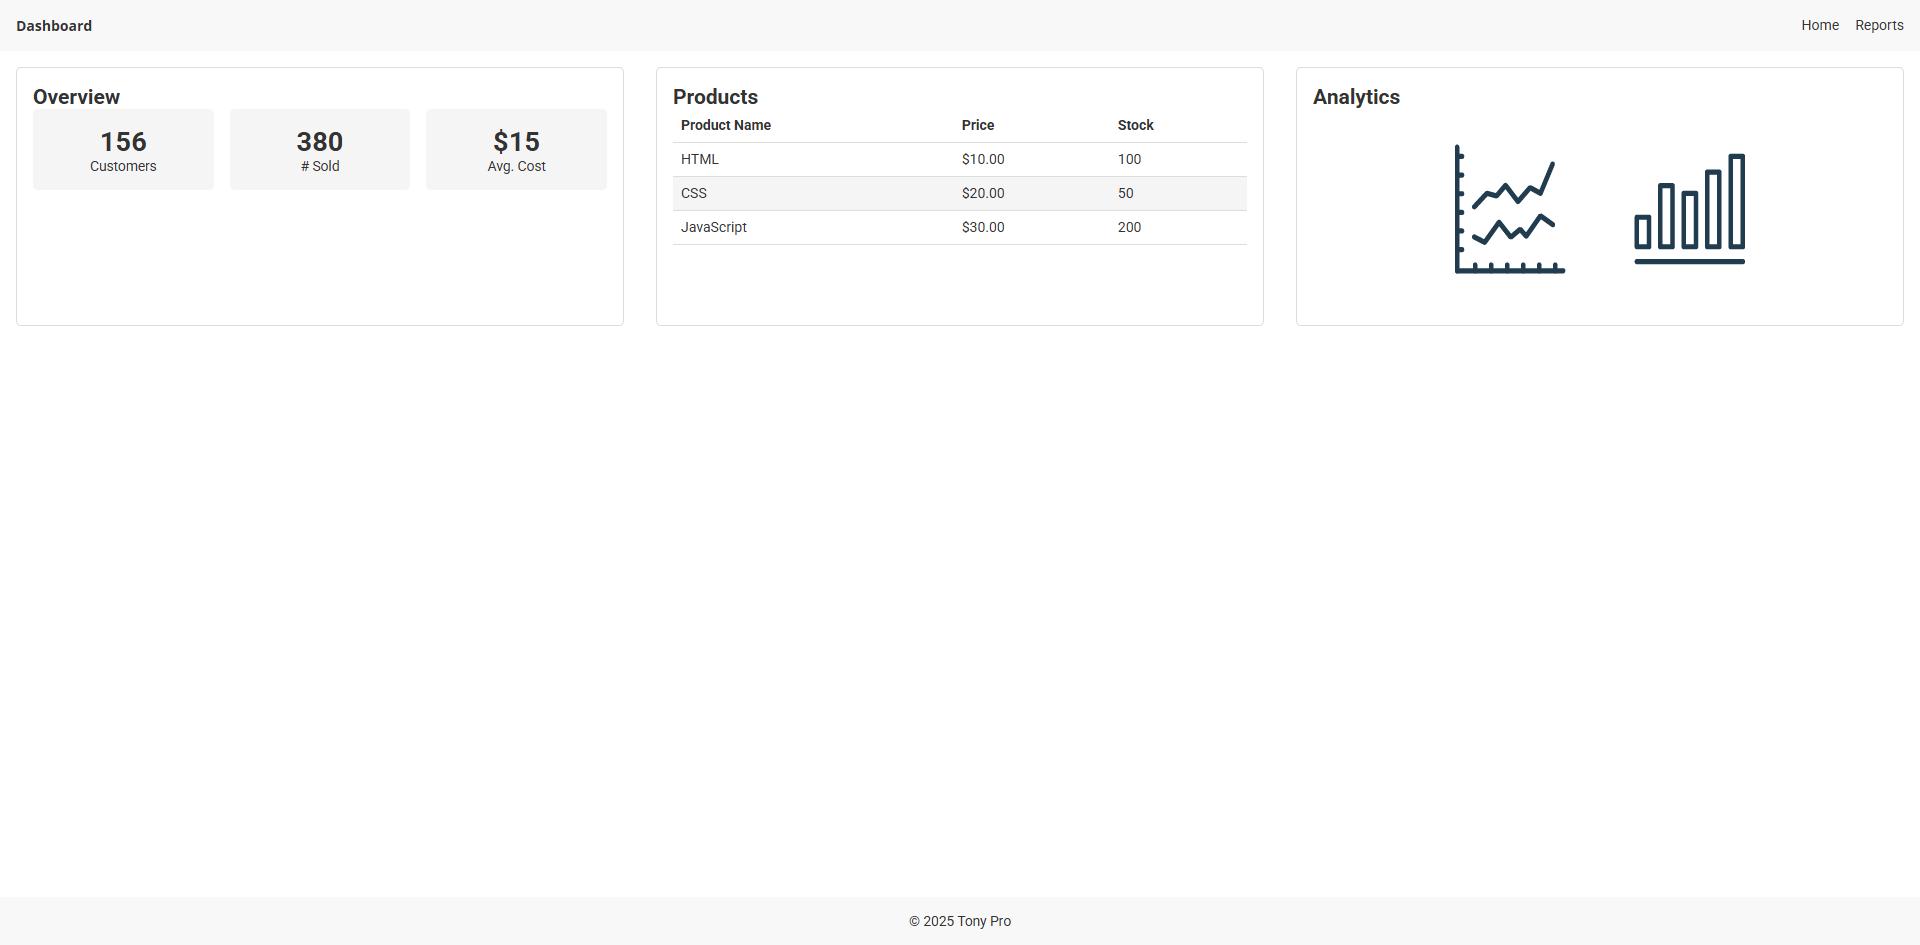 Dashboard
Home Reports
Overview
156
Customers
380
# Sold
$15
Avg. Cost
Products
Product Name Price Stock
HTML $10.00 100
CSS $20.00 50
JavaScript $30.00 200
Analytics
© 2025 Tony Pro